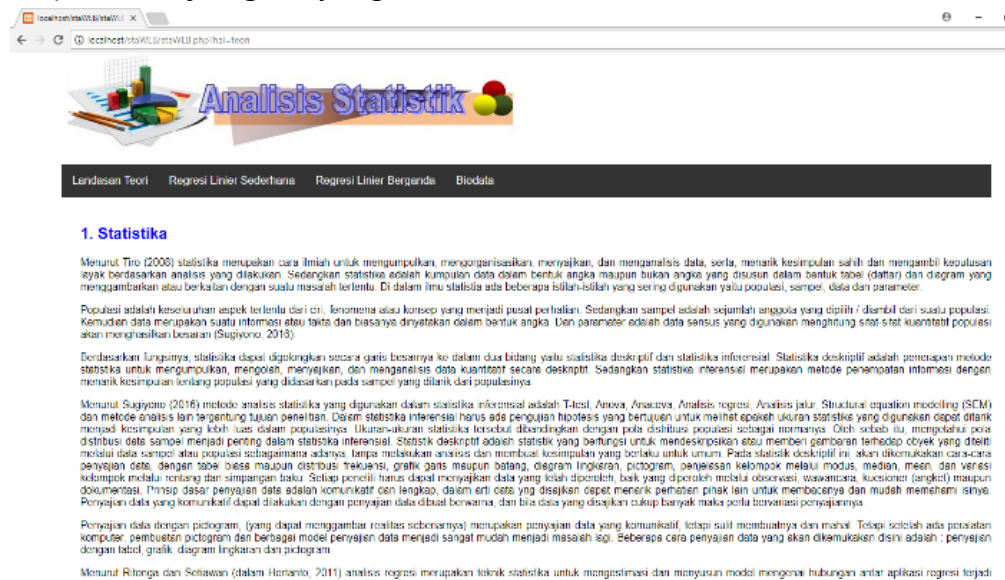 localhost/staWEB/staWE
localhost/staWEB/staWEB.php?hal=teori
Analisis Statistik
Landasan Teori Regresi Linier Sederhana Regresi Linier Berganda Biodata
1. Statistika
Menurut Tiro (2008) statistika merupakan cara ilmiah untuk mengumpulkan, mengorganisasikan, menyajikan, dan menganalisis data, serta, menarik kesimpulan sahih dan mengambil keputusan
layak berdasarkan analisis yang dilakukan. Sedangkan statistika adalah kumpulan data dalam bentuk angka maupun bukan angka yang disusun dalam bentuk tabel (daftar) dan diagram yang
menggambarkan atau berkaitan dengan suatu masalah tertentu. Di dalam ilmu statistia ada beberapa istilah-istilah yang sering digunakan yaitu populasi, sampel, data dan parameter.
Populasi adalah keseluruhan aspek tertentu dari ciri, fenomena atau konsep yang menjadi pusat perhatian. Sedangkan sampel adalah sejumlah anggota yang dipilih / diambil dari suatu populasi.
Kemudian data merupakan suatu informasi atau fakta dan biasanya dinyatakan dalam bentuk angka. Dan parameter adalah data sensus yang digunakan menghitung sifat-sifat kuantitatif populasi
akan menghasilkan besaran (Sugiyono, 2016).
Berdasarkan fungsinya, statistika dapat digolongkan secara garis besarnya ke dalam dua bidang yaitu statistika deskriptif dan statistika inferensial. Statistika deskriptif adalah penerapan metode
statistika untuk mengumpulkan, mengolah, menyajikan, dan menganalisis data kuantitatif secara deskriptif. Sedangkan statistika inferensial merupakan metode penempatan informasi dengan
menarik kesimpulan tentang populasi yang didasarkan pada sampel yang ditarik dari populasinya.
Menurut Sugiyono (2016) metode analisis statistika yang digunakan dalam statistika inferensial adalah T-test, Anova, Anacova, Analisis regresi, Analisis jalur, Structural equation modelling (SEM)
dan metode analisis lain tergantung tujuan penelitian. Dalam statistika inferensial harus ada pengujian hipotesis yang bertujuan untuk melihat apakah ukuran statistika yang digunakan dapat ditarik
menjadi kesimpulan yang lebih luas dalam populasinya. Ukuran-ukuran statistika tersebut dibandingkan dengan pola distribusi populasi sebagai normanya. Oleh sebab itu, mengetahui pola
distribusi data sampel menjadi penting dalam statistika inferensial. Statistik deskriptif adalah statistik yang berfungsi untuk mendeskripsikan atau memberi gambaran terhadap obyek yang diteliti
melalui data sampel atau populasi sebagaimana adanya, tanpa melakukan analisis dan membuat kesimpulan yang berlaku untuk umum. Pada statistik deskriptif ini, akan dikemukakan cara-cara
penyajian data, dengan tabel biasa maupun distribusi frekuensi, grafik garis maupun batang, diagram lingkaran, pictogram, penjelasan kelompok melalui modus, median, mean, dan variasi
kelompok melalui rentang dan simpangan baku. Setiap peneliti harus dapat menyajikan data yang telah diperoleh, baik yang diperoleh melalui observasi, wawancara, kuesioner (angket) maupun
dokumentasi. Prinsip dasar penyajian data adalah komunikatif dan lengkap, dalam arti data yng disajikan dapat menarik perhatian pihak lain untuk membacanya dan mudah memahami isinya.
Penyajian data yang komunikatif dapat dilakukan dengan penyajian data dibuat berwarna, dan bila data yang disajikan cukup banyak maka perlu bervariasi penyajiannya.
Penyajian data dengan pictogram, (yang dapat menggambar realitas sebenarnya) merupakan penyajian data yang komunikatif, tetapi sulit membuatnya dan mahal. Tetapi setelah ada peralatan
komputer, pembuatan pictogram dan berbagai model penyajian data menjadi sangat mudah menjadi masalah lagi. Beberapa cara penyajian data yang akan dikemukakan disini adalah : penyajian
dengan tabel, grafik, diagram lingkaran dan pictogram.
Menurut Ritonga dan Setiawan (dalam Hertanto, 2011) analisis regresi merupakan teknik statistika untuk mengestimasi dan menyusun model mengenai hubungan antar aplikasi regresi terjadi